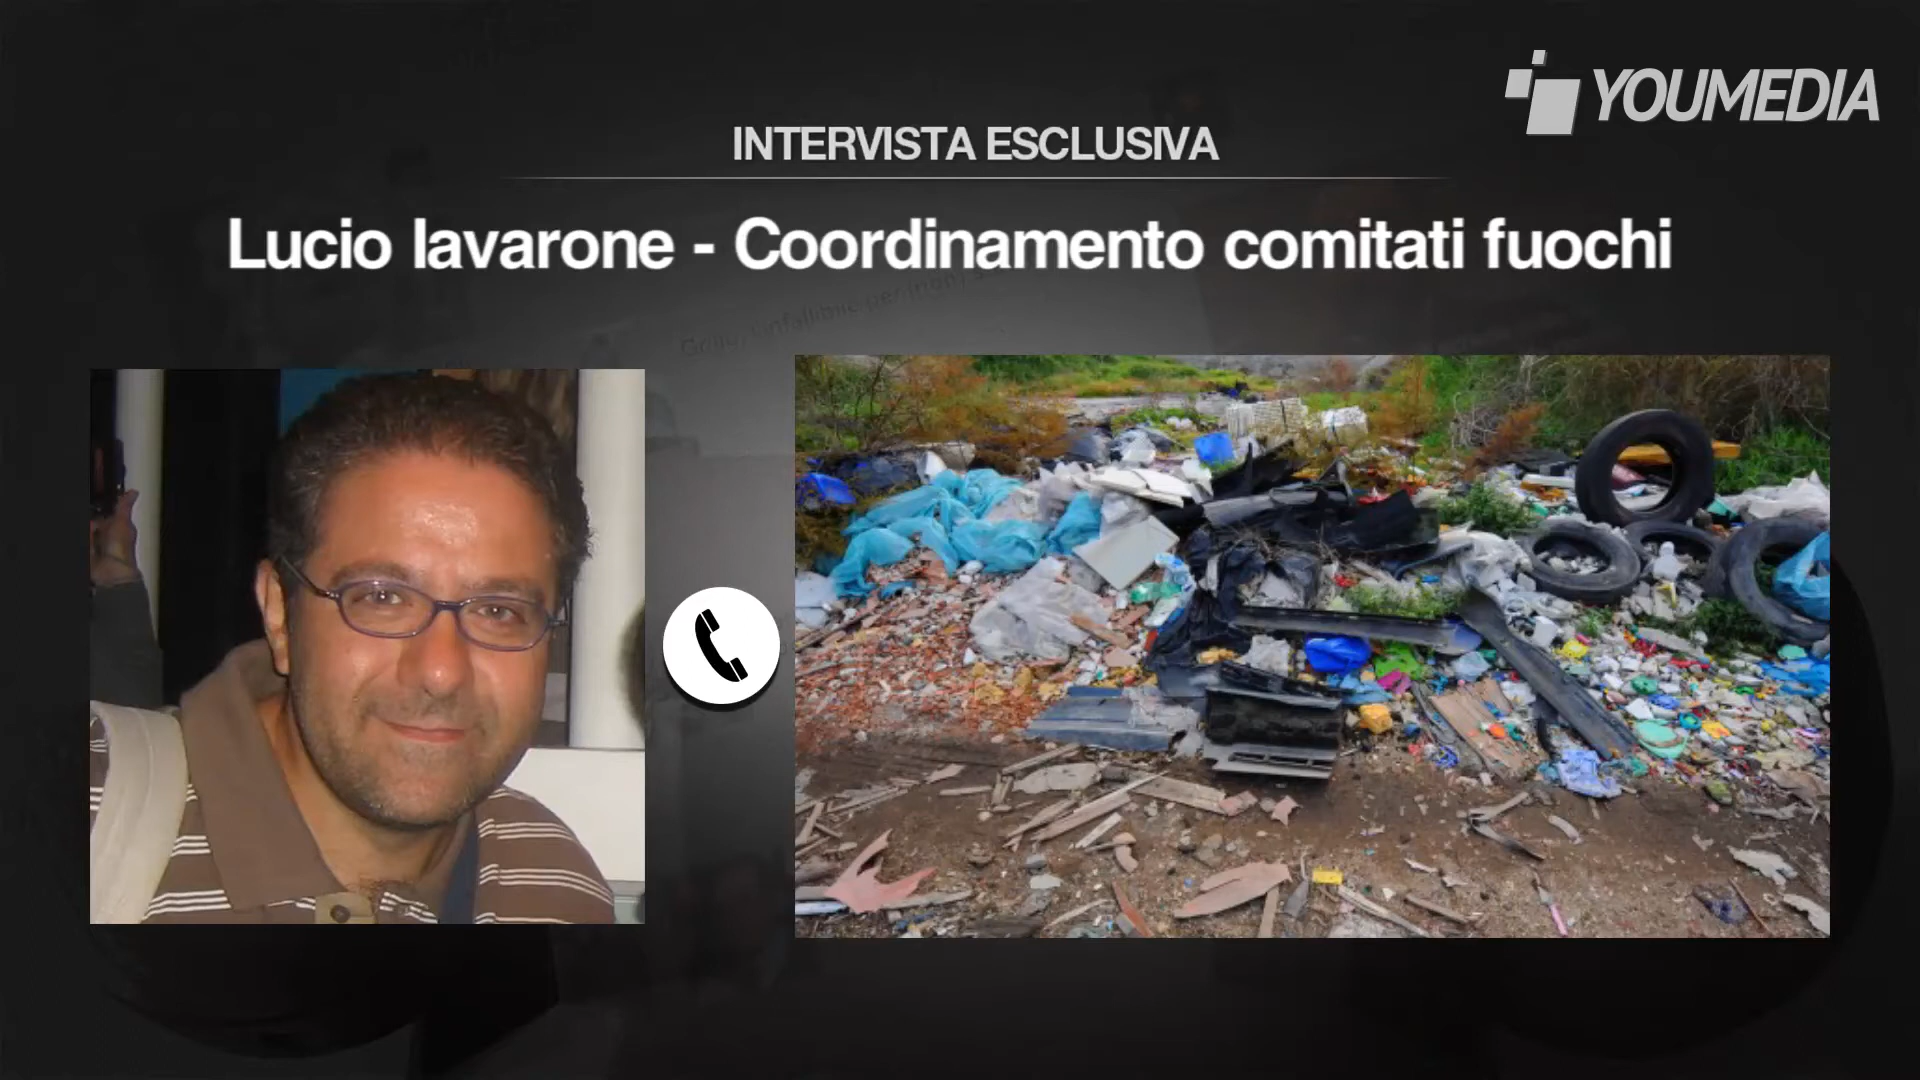 YOUMEDIA
INTERVISTA ESCLUSIVA
Lucio Iavarone - Coordinamento comitati fuochi